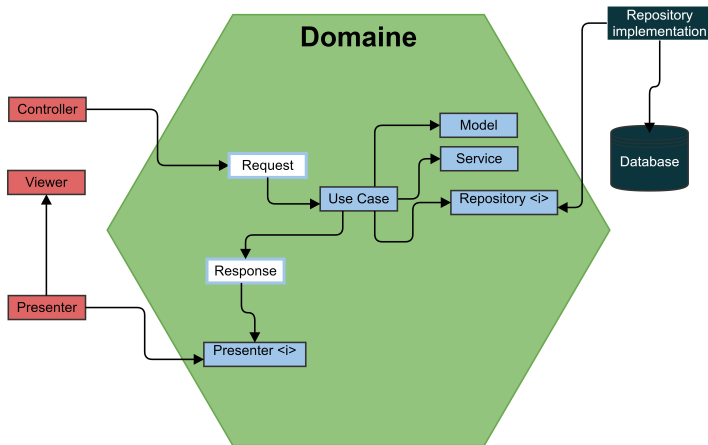 Domaine
Repository
implementation
Controller
Model
Service
Request
Database
Viewer
Use Case
Repository <i>
Response
Presenter
Presenter <i>